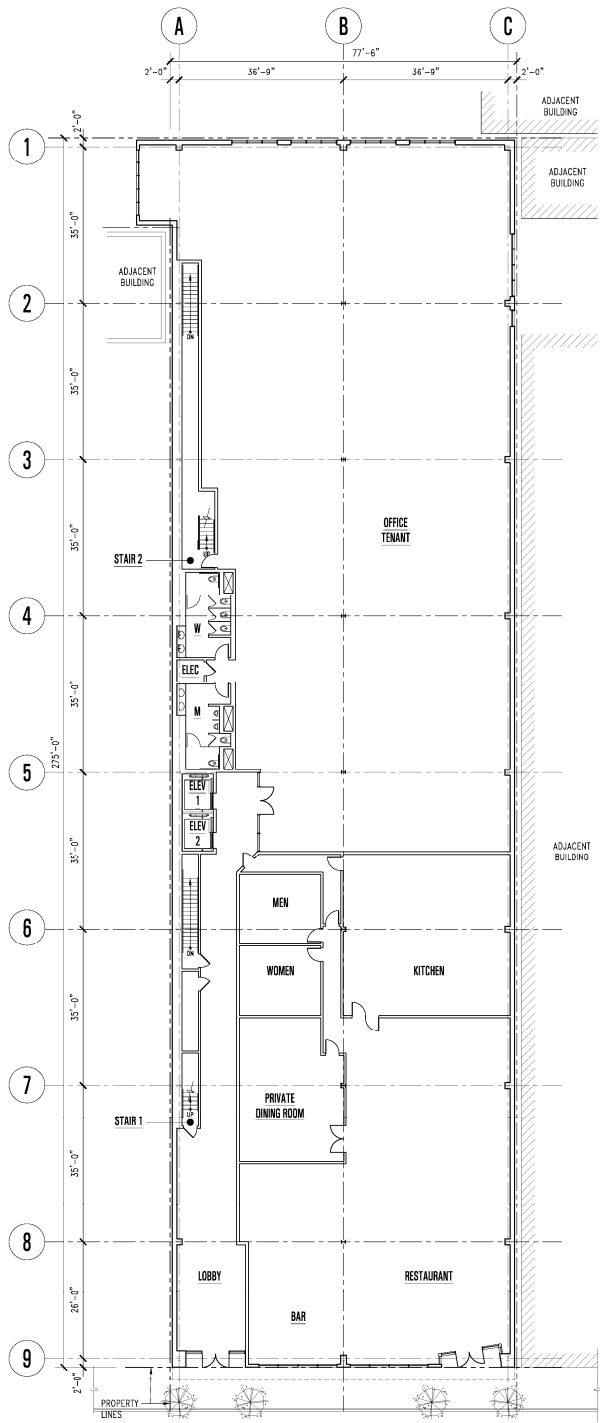 A
B
C
77'-6"
2'-0"
36'-9"
36'-9"
2'-0"
ADJACENT
BUILDING
2'-0"
1
ADJACENT
BUILDING
35'-0"
ADJACENT
BUILDING
2
DN
35'-0"
3
OFFICE
TENANT
35'-0"
UP
STAIR 2
4
W
ELEC
35'-0"
M
275'-0"
5
ELEV
1
ELEV
2
35'-0"
ADJACENT
BUILDING
MEN
6
DN
WOMEN
KITCHEN
35'-0"
7
PRIVATE
DINING ROOM
UP
STAIR 1
35'-0"
8
LOBBY
RESTAURANT
26'-0"
BAR
9
2'-0"
PROPERTY
LINES